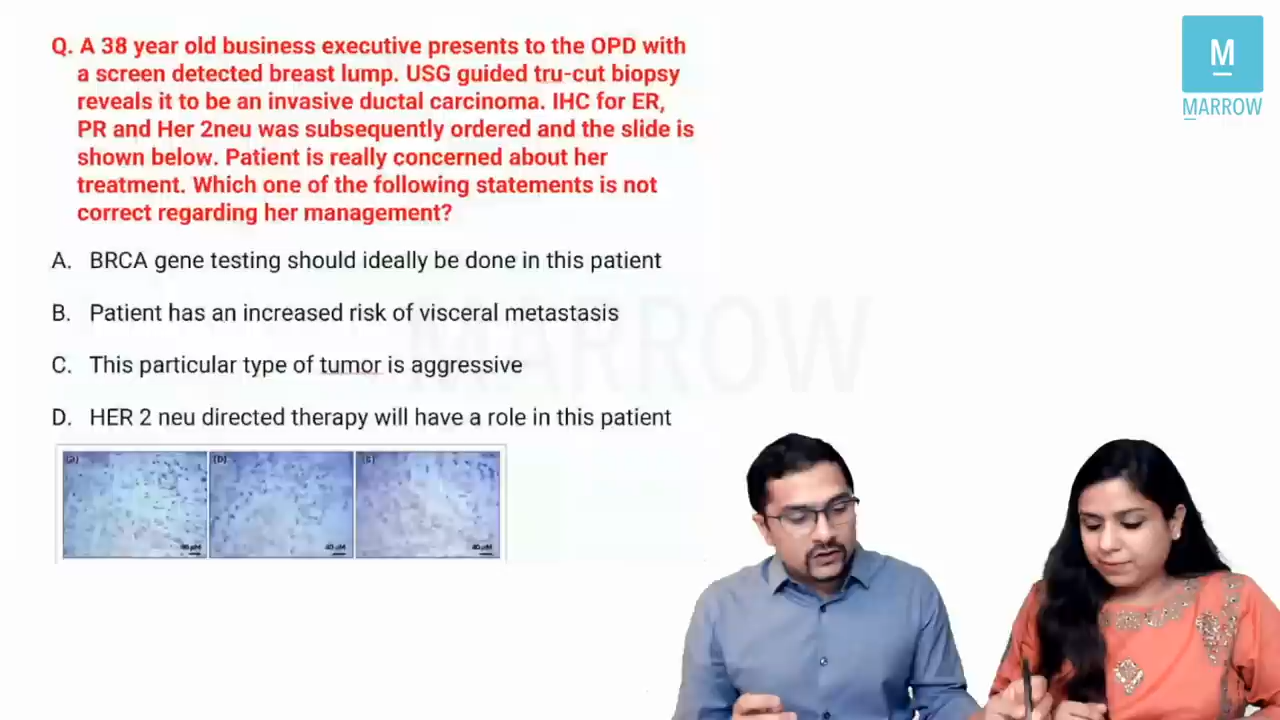 Q. A 38 year old business executive presents to the OPD with
a screen detected breast lump. USG guided tru-cut biopsy
reveals it to be an invasive ductal carcinoma. IHC for ER,
PR and Her 2neu was subsequently ordered and the slide is
shown below. Patient is really concerned about her
treatment. Which one of the following statements is not
correct regarding her management?
A. BRCA gene testing should ideally be done in this patient
B. Patient has an increased risk of visceral metastasis
C. This particular type of tumor is aggressive
D. HER 2 neu directed therapy will have a role in this patient
(b)
40 µM
40 µM
M
MARROW
MARROW